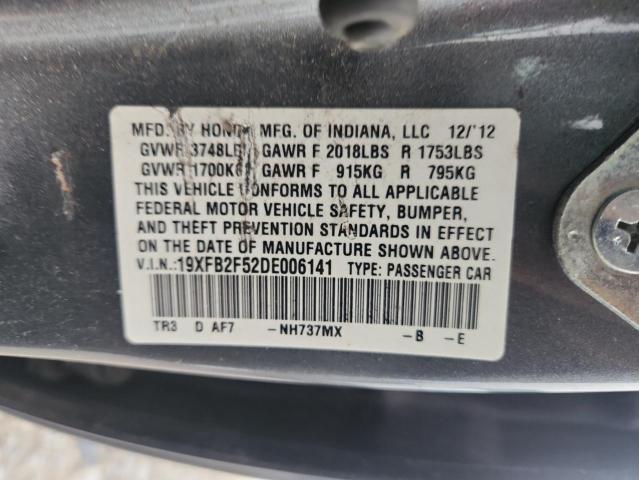 MFD. BY HONDA MFG. OF INDIANA, LLC 12/'12
GVWR 3748LBS GAWR F 2018LBS R 1753LBS
GVWR 1700KG GAWR F 915KG R 795KG
THIS VEHICLE CONFORMS TO ALL APPLICABLE
FEDERAL MOTOR VEHICLE SAFETY, BUMPER,
AND THEFT PREVENTION STANDARDS IN EFFECT
ON THE DATE OF MANUFACTURE SHOWN ABOVE.
V.I.N.:19XFB2F52DE006141 TYPE: PASSENGER CAR
TR3 D AF7 -NH737MX -B -E